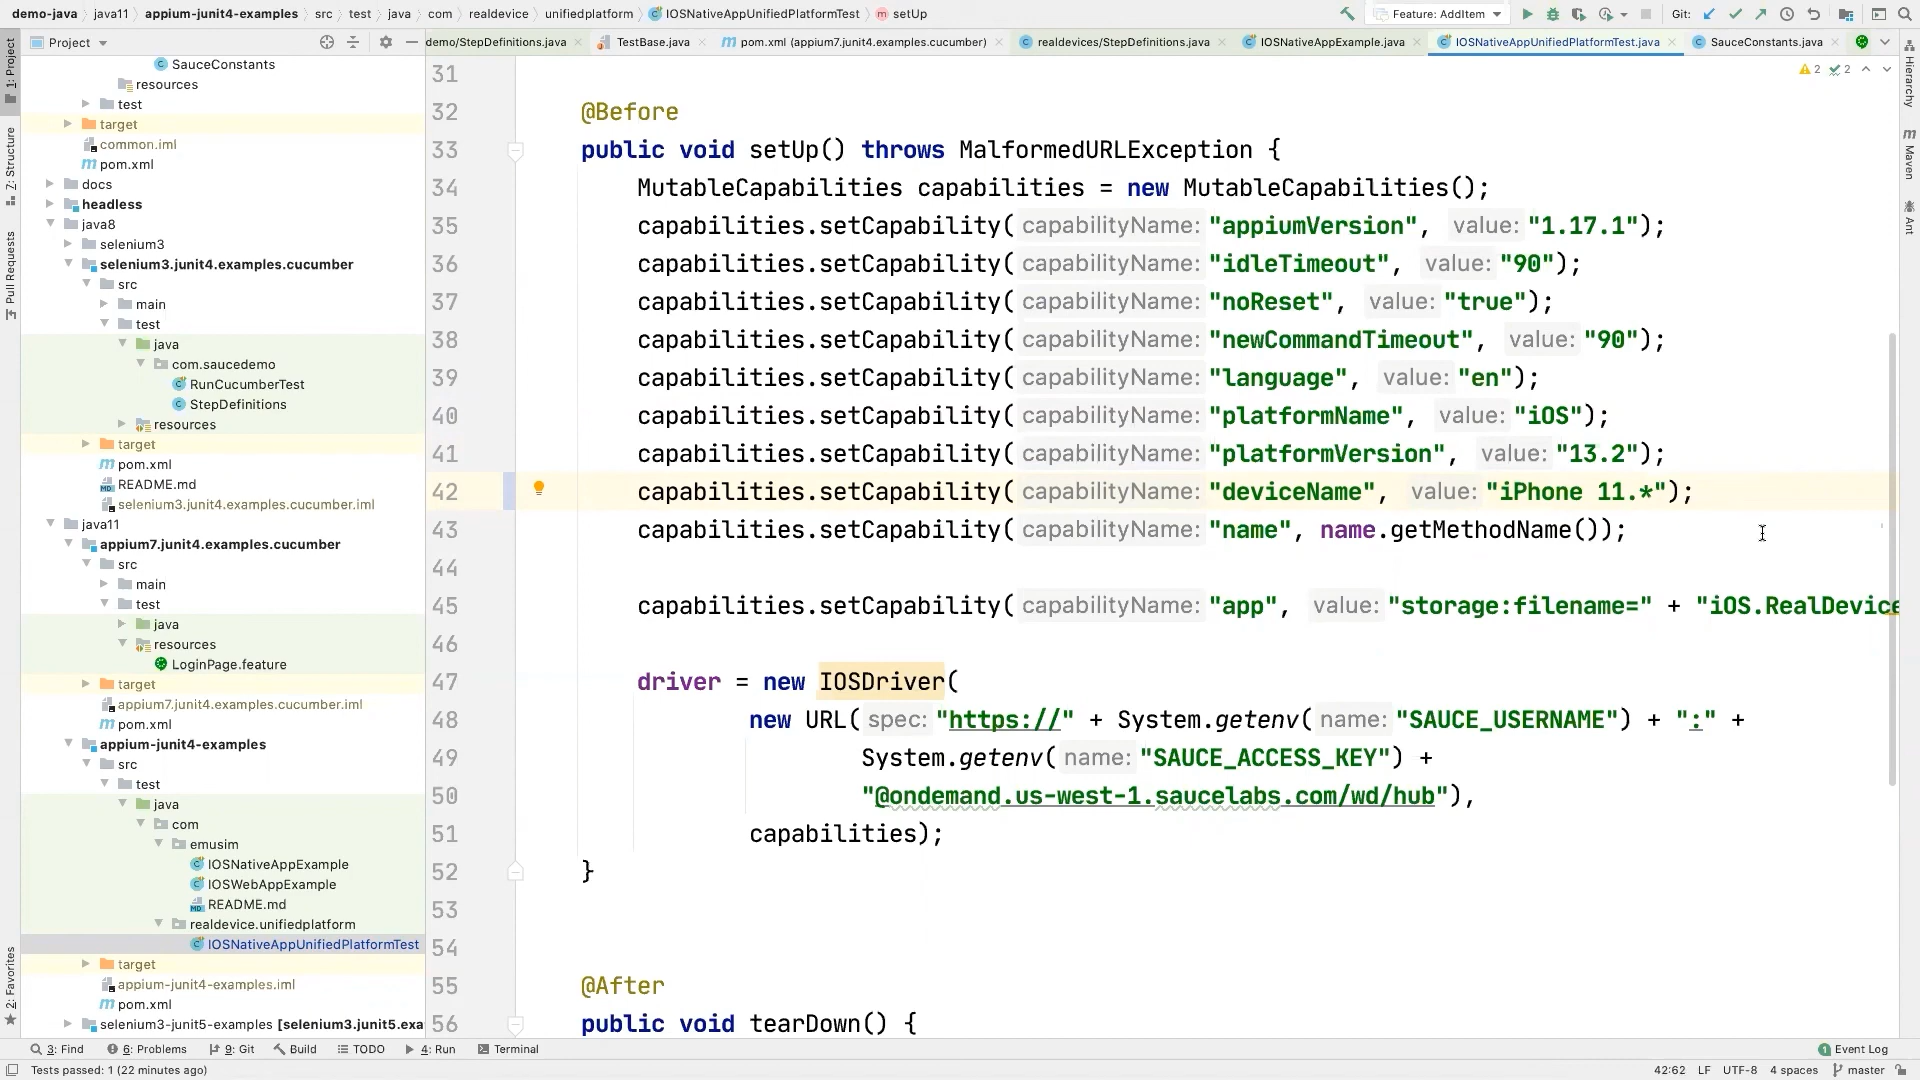 demo-java java11 appium-junit4-examples src test java com realdevice unifiedplatform IOSNativeAppUnifiedPlatformTest setUp Feature: AddItem Git:
Project demo/StepDefinitions.java TestBase.java pom.xml (appium7.junit4.examples.cucumber) realdevices/StepDefinitions.java IOSNativeAppExample.java IOSNativeAppUnifiedPlatformTest.java SauceConstants.java
1: Project
Z: Structure
Pull Requests
2: Favorites
SauceConstants
resources
test
target
common.iml
pom.xml
docs
headless
java8
selenium3
selenium3.junit4.examples.cucumber
src
main
test
java
com.saucedemo
RunCucumberTest
StepDefinitions
resources
target
pom.xml
README.md
selenium3.junit4.examples.cucumber.iml
java11
appium7.junit4.examples.cucumber
src
main
test
java
resources
LoginPage.feature
target
appium7.junit4.examples.cucumber.iml
pom.xml
appium-junit4-examples
src
test
java
com
emusim
IOSNativeAppExample
IOSWebAppExample
README.md
realdevice.unifiedplatform
IOSNativeAppUnifiedPlatformTest
target
appium-junit4-examples.iml
pom.xml
selenium3-junit5-examples [selenium3.junit5.exa
2 2
31
32 @Before
33 public void setUp() throws MalformedURLException {
34 MutableCapabilities capabilities = new MutableCapabilities();
35 capabilities.setCapability( capabilityName: "appiumVersion", value: "1.17.1");
36 capabilities.setCapability( capabilityName: "idleTimeout", value: "90");
37 capabilities.setCapability( capabilityName: "noReset", value: "true");
38 capabilities.setCapability( capabilityName: "newCommandTimeout", value: "90");
39 capabilities.setCapability( capabilityName: "language", value: "en");
40 capabilities.setCapability( capabilityName: "platformName", value: "iOS");
41 capabilities.setCapability( capabilityName: "platformVersion", value: "13.2");
42 capabilities.setCapability( capabilityName: "deviceName", value: "iPhone 11.*");
43 capabilities.setCapability( capabilityName: "name", name.getMethodName());
44
45 capabilities.setCapability( capabilityName: "app", value: "storage:filename=" + "iOS.RealDevice
46
47 driver = new IOSDriver(
48 new URL( spec: "https://" + System.getenv( name: "SAUCE_USERNAME") + ":" +
49 System.getenv( name: "SAUCE_ACCESS_KEY") +
50 "@ondemand.us-west-1.saucelabs.com/wd/hub"),
51 capabilities);
52 }
53
54
55 @After
56 public void tearDown() {
Hierarchy
m Maven
Ant
3: Find 6: Problems 9: Git Build TODO 4: Run Terminal 1 Event Log
Tests passed: 1 (22 minutes ago) 42:62 LF UTF-8 4 spaces master